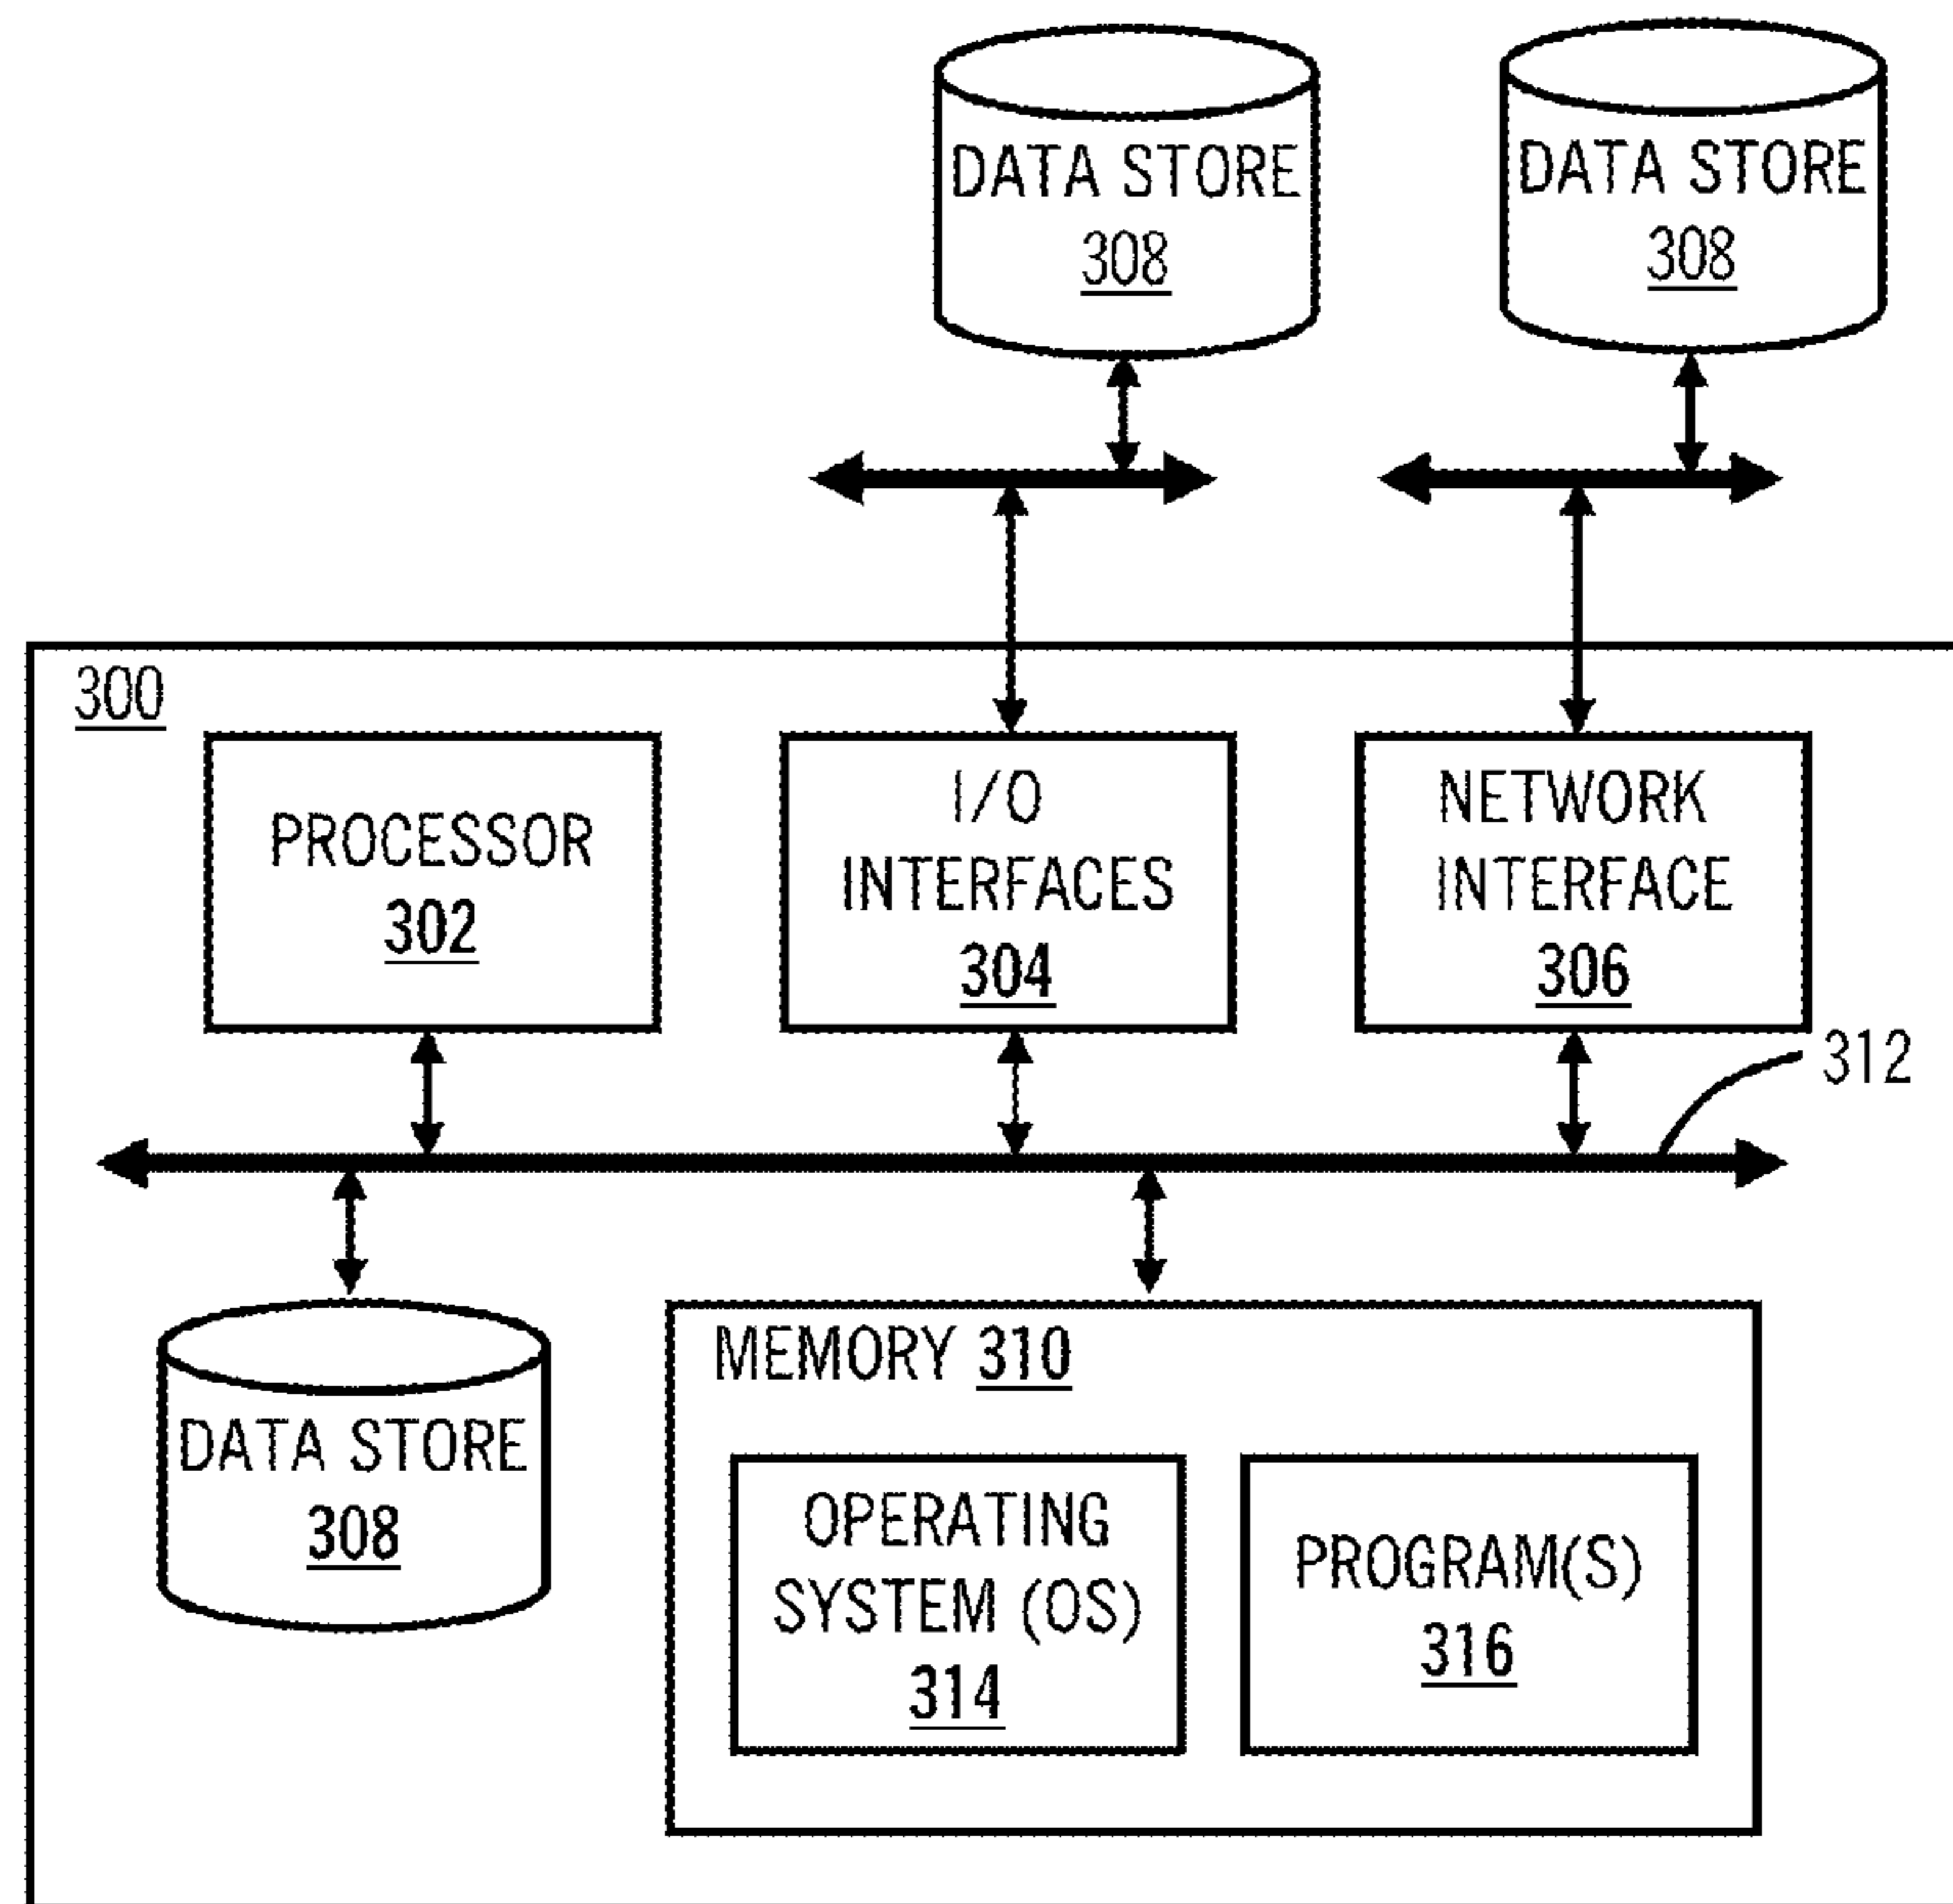 DATA STORE
308
DATA STORE
308
300
PROCESSOR
302
I/O
INTERFACES
304
NETWORK
INTERFACE
306
312
DATA STORE
308
MEMORY 310
OPERATING
SYSTEM (OS)
314
PROGRAM(S)
316